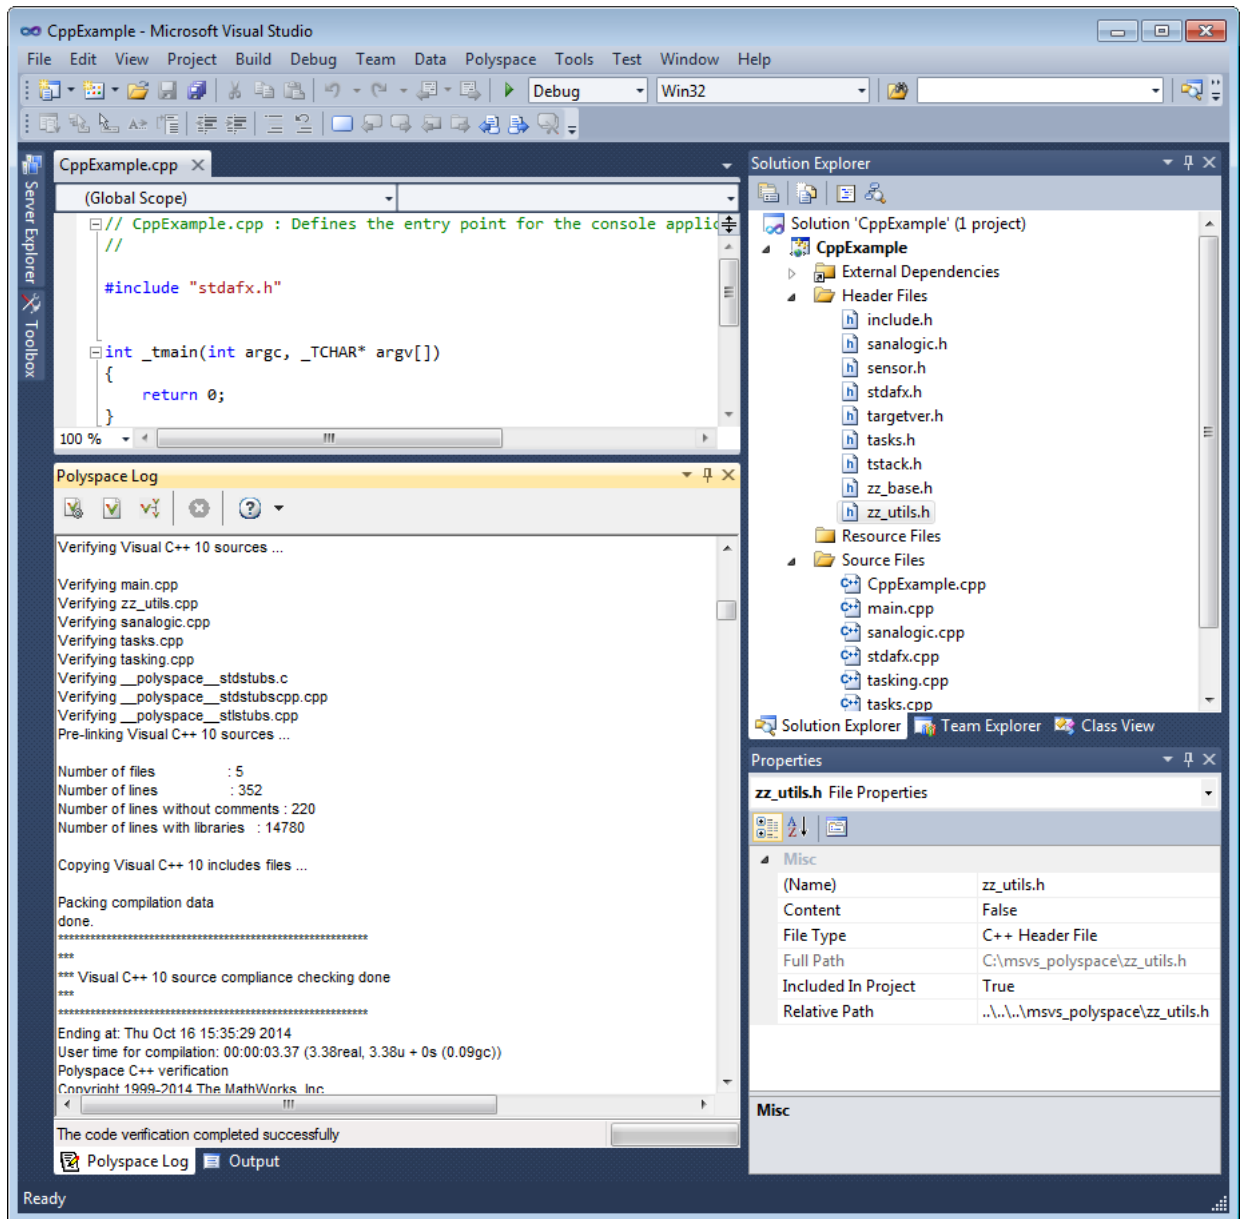 CppExample - Microsoft Visual Studio
File Edit View Project Build Debug Team Data Polyspace Tools Test Window Help
Debug Win32
Server Explorer
Toolbox
CppExample.cpp
(Global Scope)
// CppExample.cpp : Defines the entry point for the console applic
//
#include "stdafx.h"
int _tmain(int argc, _TCHAR* argv[])
{
return 0;
}
100 %
Polyspace Log
Verifying Visual C++ 10 sources ...
Verifying main.cpp
Verifying zz_utils.cpp
Verifying sanalogic.cpp
Verifying tasks.cpp
Verifying tasking.cpp
Verifying __polyspace__stdstubs.c
Verifying __polyspace__stdstubscpp.cpp
Verifying __polyspace__stlstubs.cpp
Pre-linking Visual C++ 10 sources ...
Number of files : 5
Number of lines : 352
Number of lines without comments : 220
Number of lines with libraries : 14780
Copying Visual C++ 10 includes files ...
Packing compilation data
done.
**************************************************************
***
*** Visual C++ 10 source compliance checking done
***
**************************************************************
Ending at: Thu Oct 16 15:35:29 2014
User time for compilation: 00:00:03.37 (3.38real, 3.38u + 0s (0.09gc))
Polyspace C++ verification
Copyright 1999-2014 The MathWorks, Inc
The code verification completed successfully
Polyspace Log Output
Solution Explorer
Solution 'CppExample' (1 project)
CppExample
External Dependencies
Header Files
include.h
sanalogic.h
sensor.h
stdafx.h
targetver.h
tasks.h
tstack.h
zz_base.h
zz_utils.h
Resource Files
Source Files
CppExample.cpp
main.cpp
sanalogic.cpp
stdafx.cpp
tasking.cpp
tasks.cpp
Solution Explorer Team Explorer Class View
Properties
zz_utils.h File Properties
Misc
(Name) zz_utils.h
Content False
File Type C++ Header File
Full Path C:\msvs_polyspace\zz_utils.h
Included In Project True
Relative Path ..\..\..\msvs_polyspace\zz_utils.h
Misc
Ready